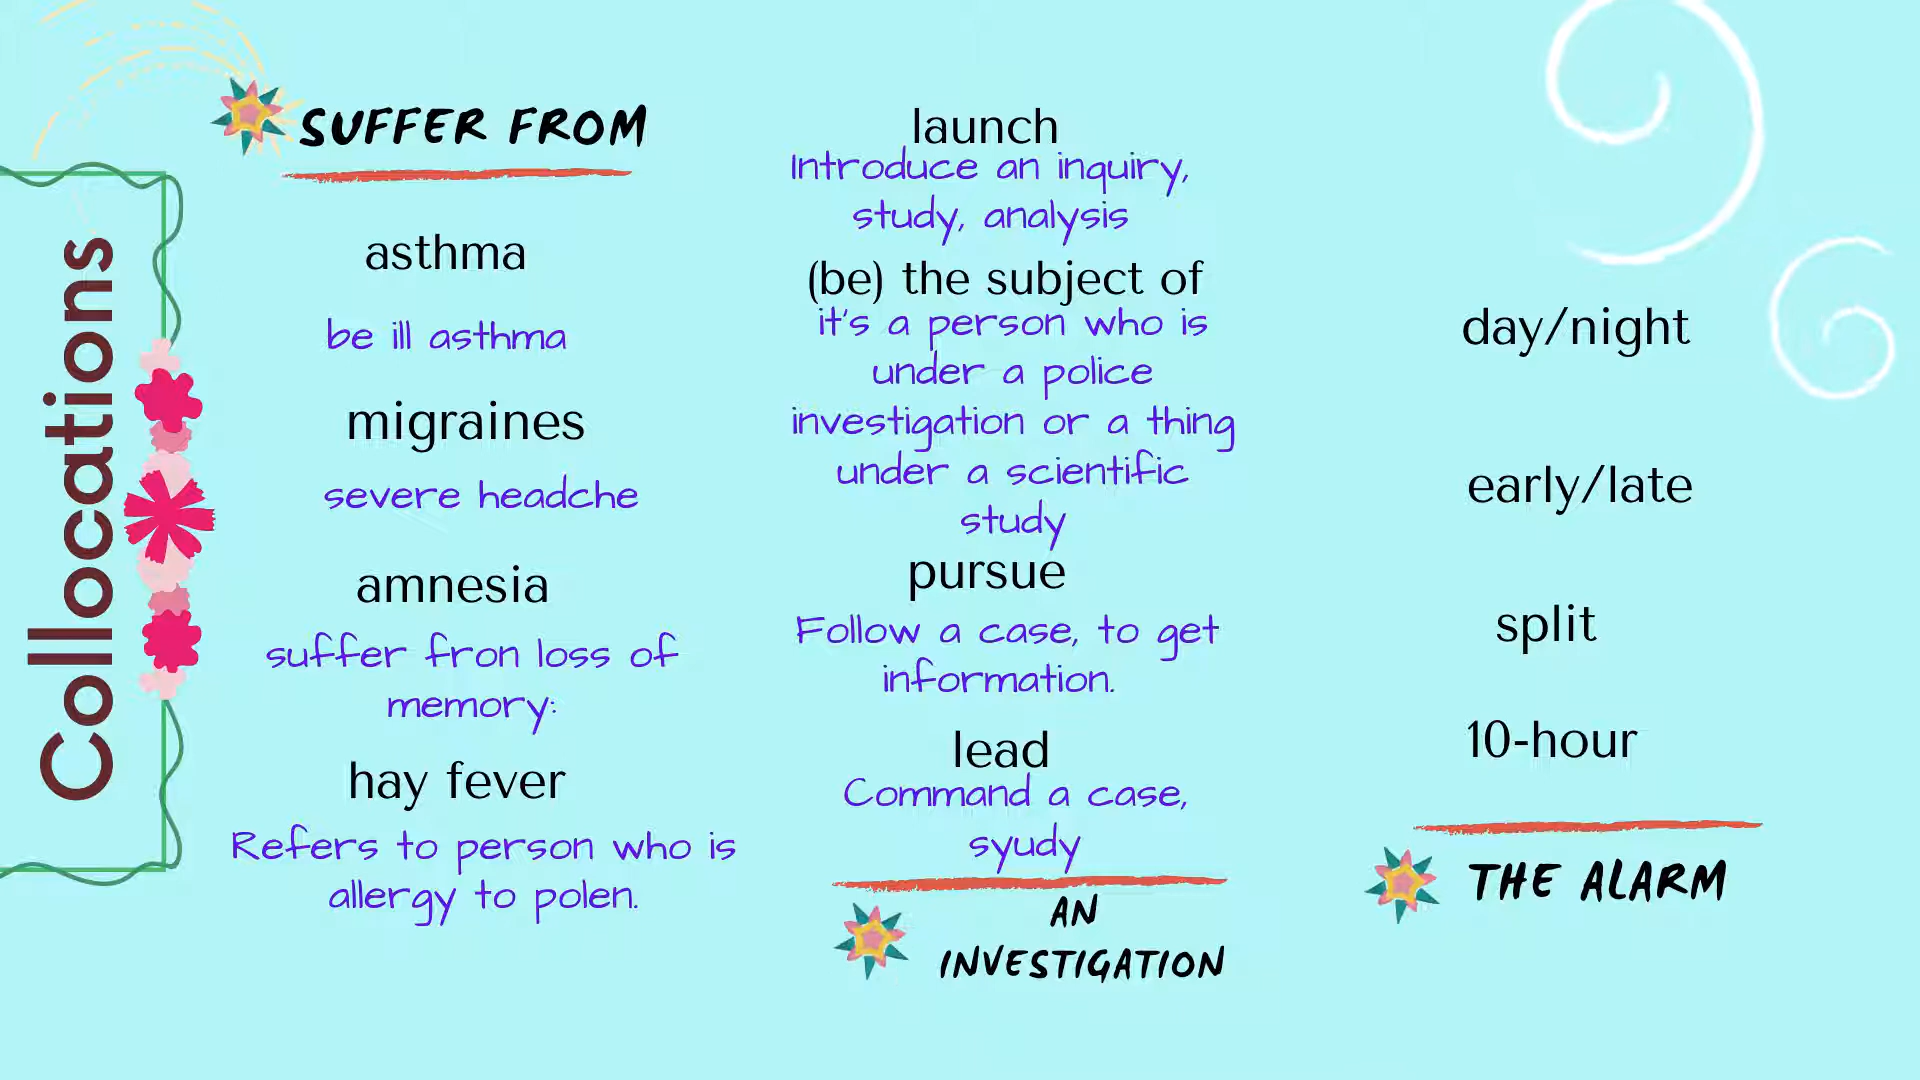 Collocations
SUFFER FROM
asthma
be ill asthma
migraines
severe headche
amnesia
suffer fron loss of
memory:
hay fever
Refers to person who is
allergy to polen.
launch
Introduce an inquiry,
study, analysis
(be) the subject of
it's a person who is
under a police
investigation or a thing
under a scientific
study
pursue
Follow a case, to get
information.
lead
Command a case,
syudy
AN
INVESTIGATION
day/night
early/late
split
10-hour
THE ALARM